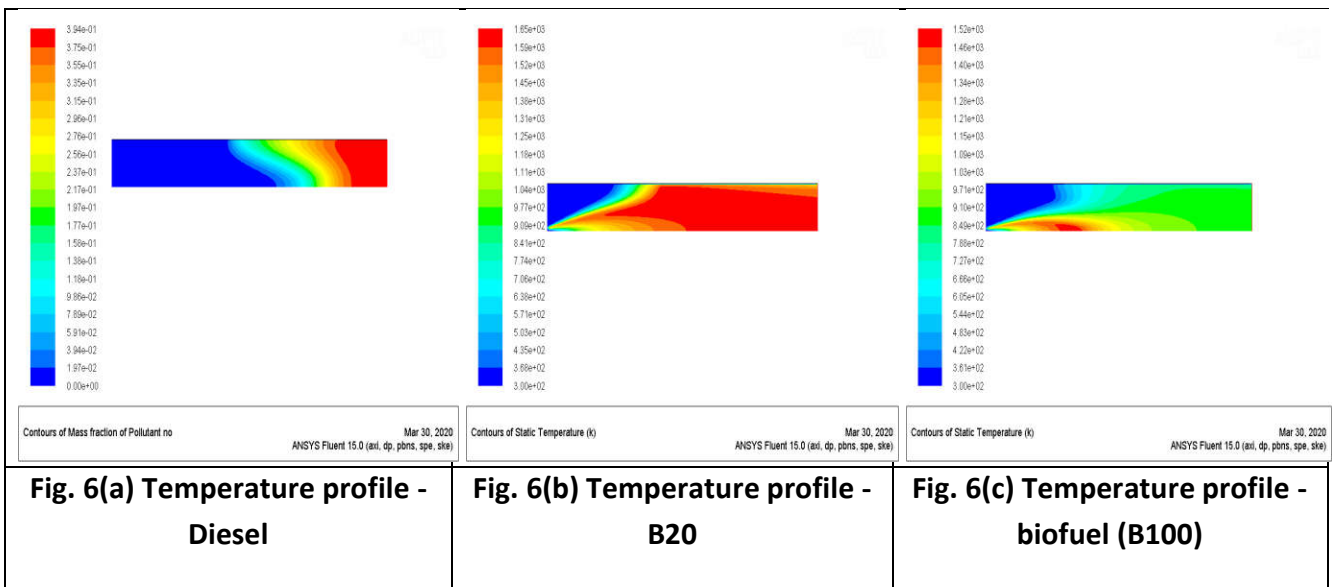 3.94e-01
3.75e-01
3.55e-01
3.35e-01
3.15e-01
2.96e-01
2.76e-01
2.56e-01
2.37e-01
2.17e-01
1.97e-01
1.77e-01
1.58e-01
1.38e-01
1.18e-01
9.86e-02
7.89e-02
5.91e-02
3.94e-02
1.97e-02
0.00e+00
Contours of Mass fraction of Pollutant no
Mar 30, 2020
ANSYS Fluent 15.0 (axi, dp, pbns, spe, ske)
1.65e+03
1.59e+03
1.52e+03
1.45e+03
1.38e+03
1.31e+03
1.25e+03
1.18e+03
1.11e+03
1.04e+03
9.77e+02
9.09e+02
8.41e+02
7.74e+02
7.06e+02
6.38e+02
5.71e+02
5.03e+02
4.35e+02
3.68e+02
3.00e+02
Contours of Static Temperature (k)
Mar 30, 2020
ANSYS Fluent 15.0 (axi, dp, pbns, spe, ske)
1.52e+03
1.46e+03
1.40e+03
1.34e+03
1.28e+03
1.21e+03
1.15e+03
1.09e+03
1.03e+03
9.71e+02
9.10e+02
8.49e+02
7.88e+02
7.27e+02
6.66e+02
6.05e+02
5.44e+02
4.83e+02
4.22e+02
3.61e+02
3.00e+02
Contours of Static Temperature (k)
Mar 30, 2020
ANSYS Fluent 15.0 (axi, dp, pbns, spe, ske)
Fig. 6(a) Temperature profile -
Diesel
Fig. 6(b) Temperature profile -
B20
Fig. 6(c) Temperature profile -
biofuel (B100)